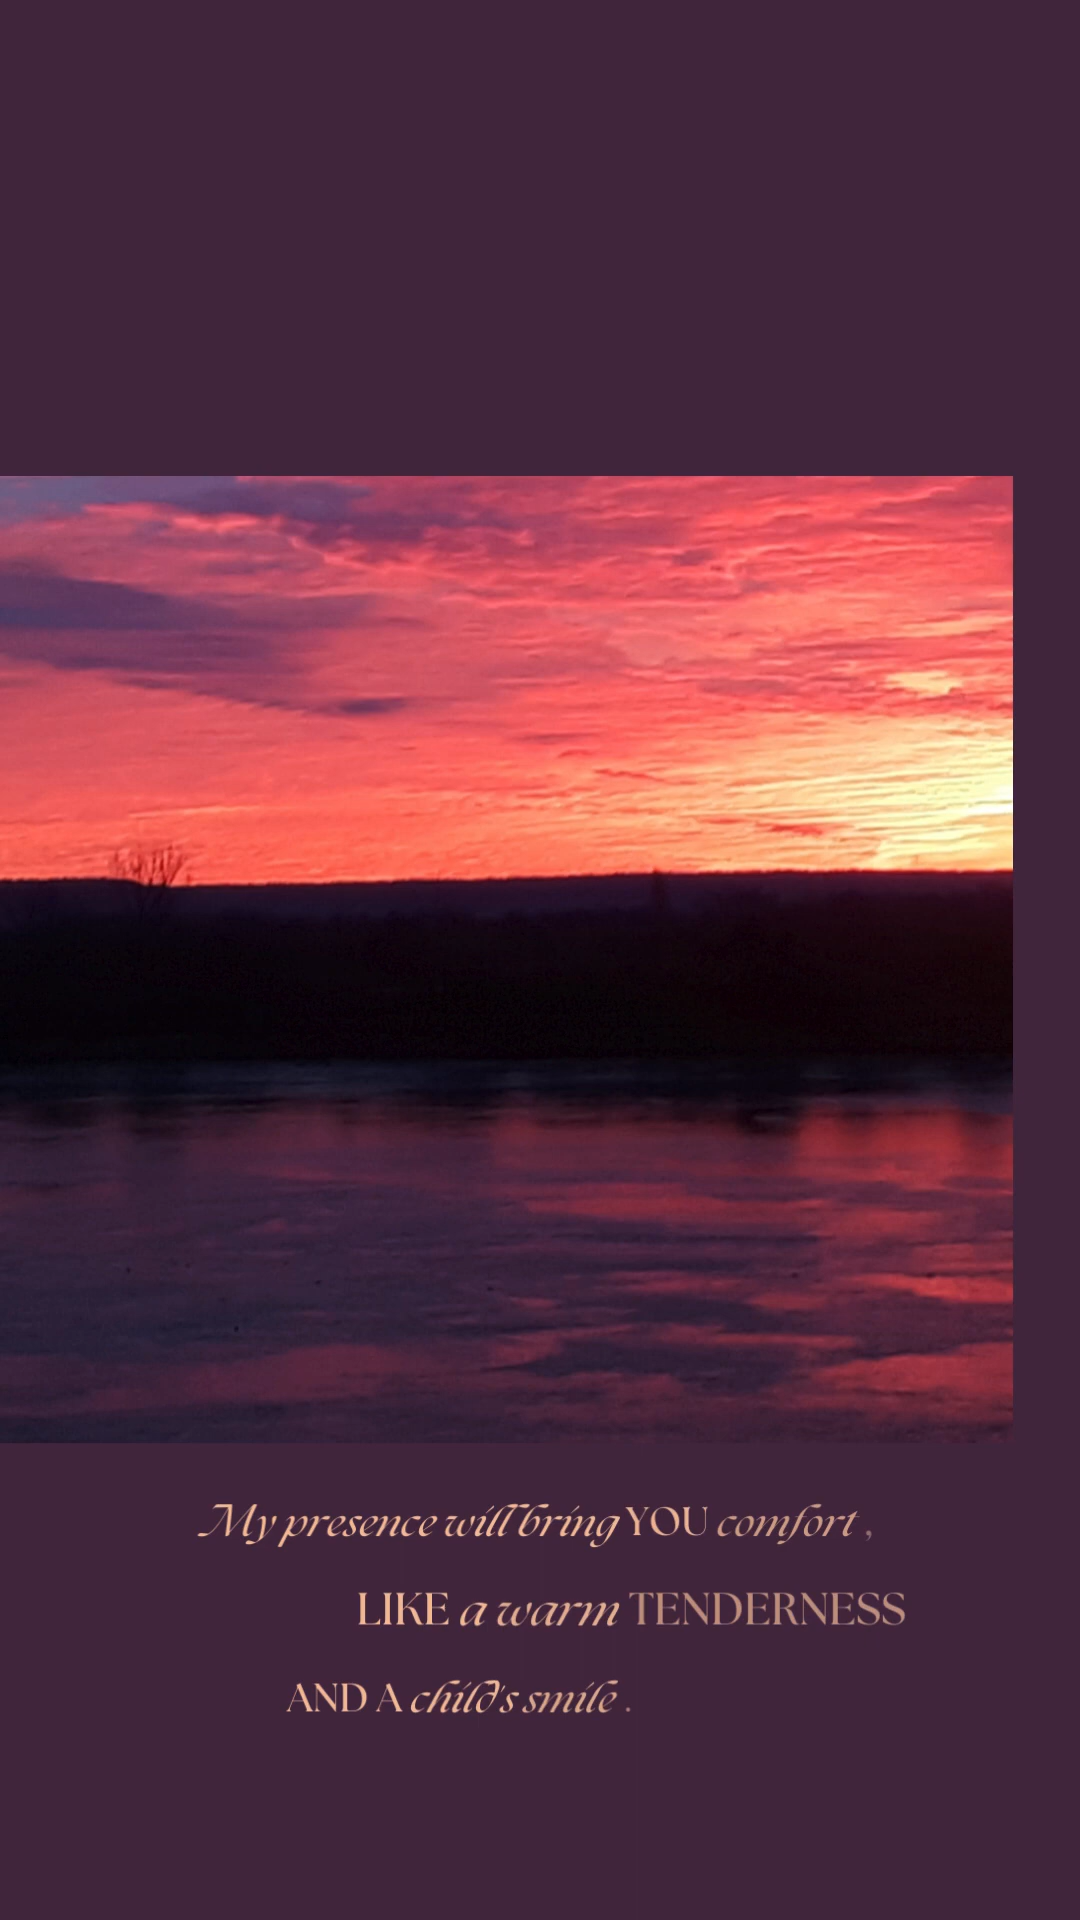 My presence will bring YOU comfort ,
LIKE a warm TENDERNESS
AND A child's smile .